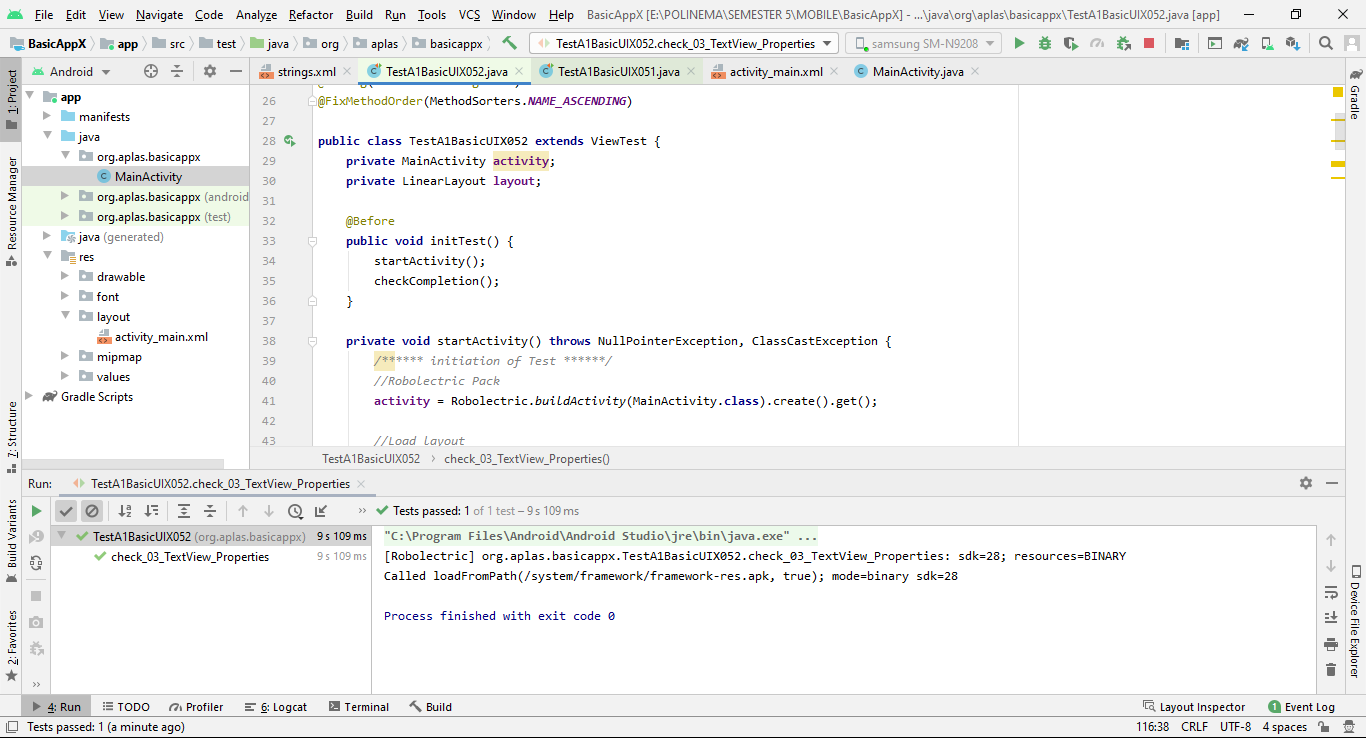 File Edit View Navigate Code Analyze Refactor Build Run Tools VCS Window Help BasicAppX [E:\POLINEMA\SEMESTER 5\MOBILE\BasicAppX] - ...\java\org\aplas\basicappx\TestA1BasicUIX052.java [app]
BasicAppX app src test java org aplas basicappx TestA1BasicUIX052.check_03_TextView_Properties samsung SM-N9208
Android strings.xml TestA1BasicUIX052.java TestA1BasicUIX051.java activity_main.xml MainActivity.java
1: Project
Resource Manager
Z: Structure
Build Variants
2: Favorites
app
manifests
java
org.aplas.basicappx
MainActivity
org.aplas.basicappx (android
org.aplas.basicappx (test)
java (generated)
res
drawable
font
layout
activity_main.xml
mipmap
values
Gradle Scripts
26 @FixMethodOrder(MethodSorters.NAME_ASCENDING)
27
28 public class TestA1BasicUIX052 extends ViewTest {
29 private MainActivity activity;
30 private LinearLayout layout;
31
32 @Before
33 public void initTest() {
34 startActivity();
35 checkCompletion();
36 }
37
38 private void startActivity() throws NullPointerException, ClassCastException {
39 /****** initiation of Test ******/
40 //Robolectric Pack
41 activity = Robolectric.buildActivity(MainActivity.class).create().get();
42
43 //Load layout
TestA1BasicUIX052 › check_03_TextView_Properties()
Gradle
Device File Explorer
Run: TestA1BasicUIX052.check_03_TextView_Properties
» Tests passed: 1 of 1 test – 9 s 109 ms
TestA1BasicUIX052 (org.aplas.basicappx) 9 s 109 ms
check_03_TextView_Properties 9 s 109 ms
"C:\Program Files\Android\Android Studio\jre\bin\java.exe" ...
[Robolectric] org.aplas.basicappx.TestA1BasicUIX052.check_03_TextView_Properties: sdk=28; resources=BINARY
Called loadFromPath(/system/framework/framework-res.apk, true); mode=binary sdk=28
Process finished with exit code 0
4: Run TODO Profiler 6: Logcat Terminal Build Layout Inspector 1 Event Log
Tests passed: 1 (a minute ago) 116:38 CRLF UTF-8 4 spaces